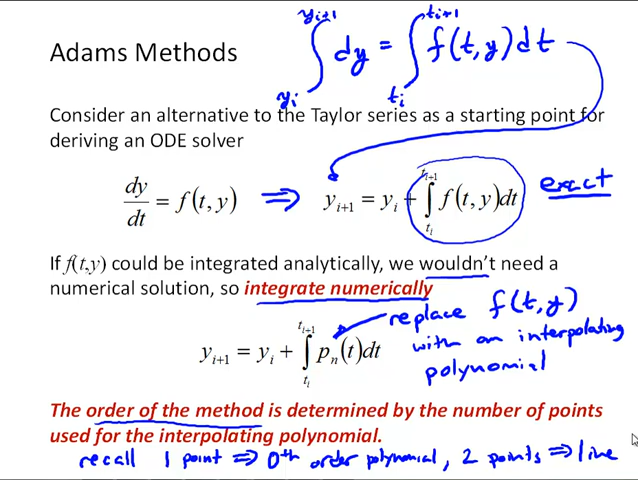 Adams Methods
∫_{y_i}^{y_{i+1}} dy = ∫_{t_i}^{t_{i+1}} f(t,y)dt
Consider an alternative to the Taylor series as a starting point for
deriving an ODE solver
dy/dt = f(t,y) ⇒ y_{i+1} = y_i + ∫_{t_i}^{t_{i+1}} f(t,y)dt exact
If f(t,y) could be integrated analytically, we wouldn't need a
numerical solution, so integrate numerically
replace f(t,y)
with an interpolating
polynomial
y_{i+1} = y_i + ∫_{t_i}^{t_{i+1}} p_n(t)dt
The order of the method is determined by the number of points
used for the interpolating polynomial.
recall 1 point ⇒ 0th order polynomial, 2 points ⇒ line